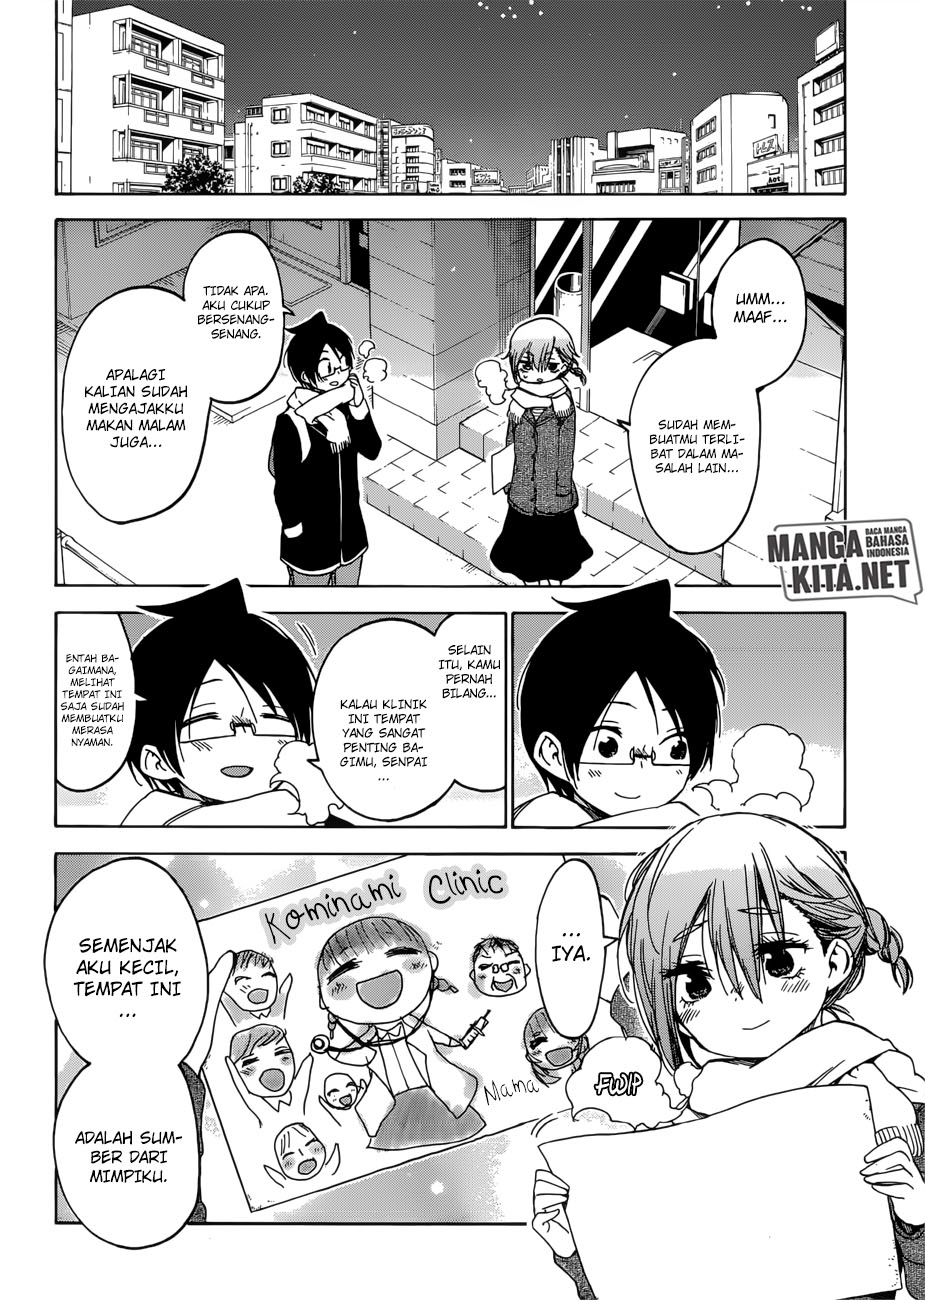 UMM...
MAAF...
SUDAH MEM-
BUATMU TERLI-
BAT DALAM MA-
SALAH LAIN...
TIDAK APA.
AKU CUKUP
BERSENANG-
SENANG.
APALAGI
KALIAN SUDAH
MENGAJAKKU
MAKAN MALAM
JUGA...
MANGA
KITA.NET
BACA MANGA
BAHASA
INDONESIA
SELAIN
ITU, KAMU
PERNAH
BILANG...
KALAU KLINIK
INI TEMPAT
YANG SANGAT
PENTING BA-
GIMU, SENPAI
...
ENTAH BA-
GAIMANA,
MELIHAT
TEMPAT INI
SAJA SUDAH
MEMBUATKU
MERASA
NYAMAN.
...
IYA.
FWIP
Kominami Clinic
Mama
SEMENJAK
AKU KECIL,
TEMPAT INI
...
ADALAH SUM-
BER DARI
MIMPIKU.